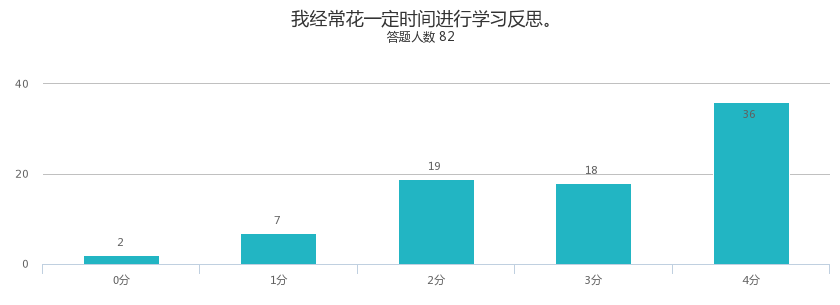 我经常花一定时间进行学习反思。
答题人数 82
40
20
0
2
7
19
18
36
0分
1分
2分
3分
4分